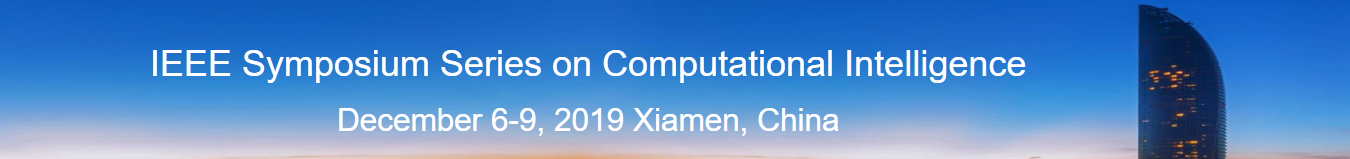 IEEE Symposium Series on Computational Intelligence
December 6-9, 2019 Xiamen, China